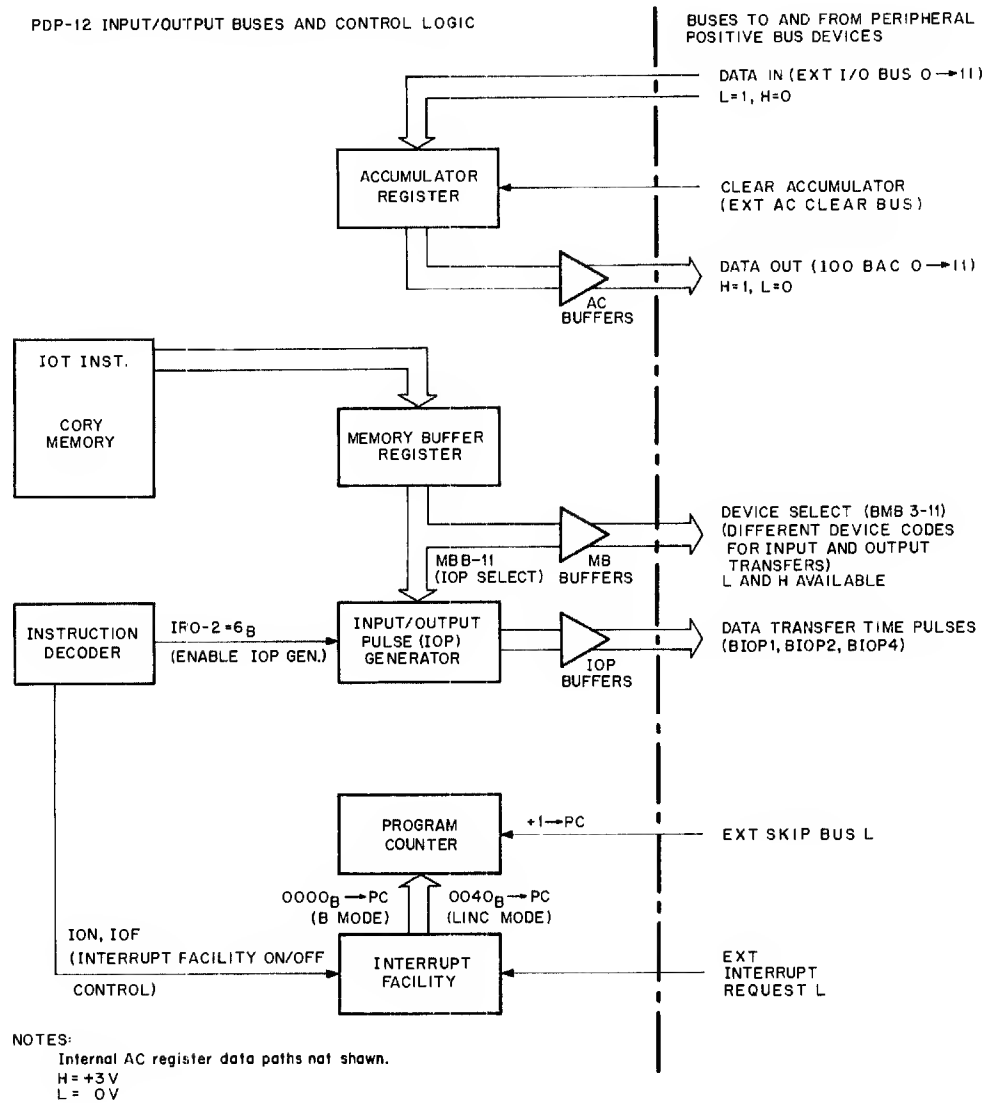 PDP-12 INPUT/OUTPUT BUSES AND CONTROL LOGIC
BUSES TO AND FROM PERIPHERAL
POSITIVE BUS DEVICES
DATA IN (EXT I/O BUS 0→11)
L=1, H=0
ACCUMULATOR
REGISTER
CLEAR ACCUMULATOR
(EXT AC CLEAR BUS)
DATA OUT (100 BAC 0→11)
H=1, L=0
AC
BUFFERS
IOT INST.
CORY
MEMORY
MEMORY BUFFER
REGISTER
DEVICE SELECT (BMB 3-11)
(DIFFERENT DEVICE CODES
FOR INPUT AND OUTPUT
TRANSFERS)
L AND H AVAILABLE
MB
BUFFERS
MBB-11
(IOP SELECT)
INSTRUCTION
DECODER
IRO-2=6B
(ENABLE IOP GEN.)
INPUT/OUTPUT
PULSE (IOP)
GENERATOR
IOP
BUFFERS
DATA TRANSFER TIME PULSES
(BIOP1, BIOP2, BIOP4)
PROGRAM
COUNTER
+1→PC
EXT SKIP BUS L
0000B→PC
(B MODE)
0040B→PC
(LINC MODE)
ION, IOF
(INTERRUPT FACILITY ON/OFF
CONTROL)
INTERRUPT
FACILITY
EXT
INTERRUPT
REQUEST L
NOTES:
Internal AC register data paths nat shawn.
H = +3 V
L = 0 V